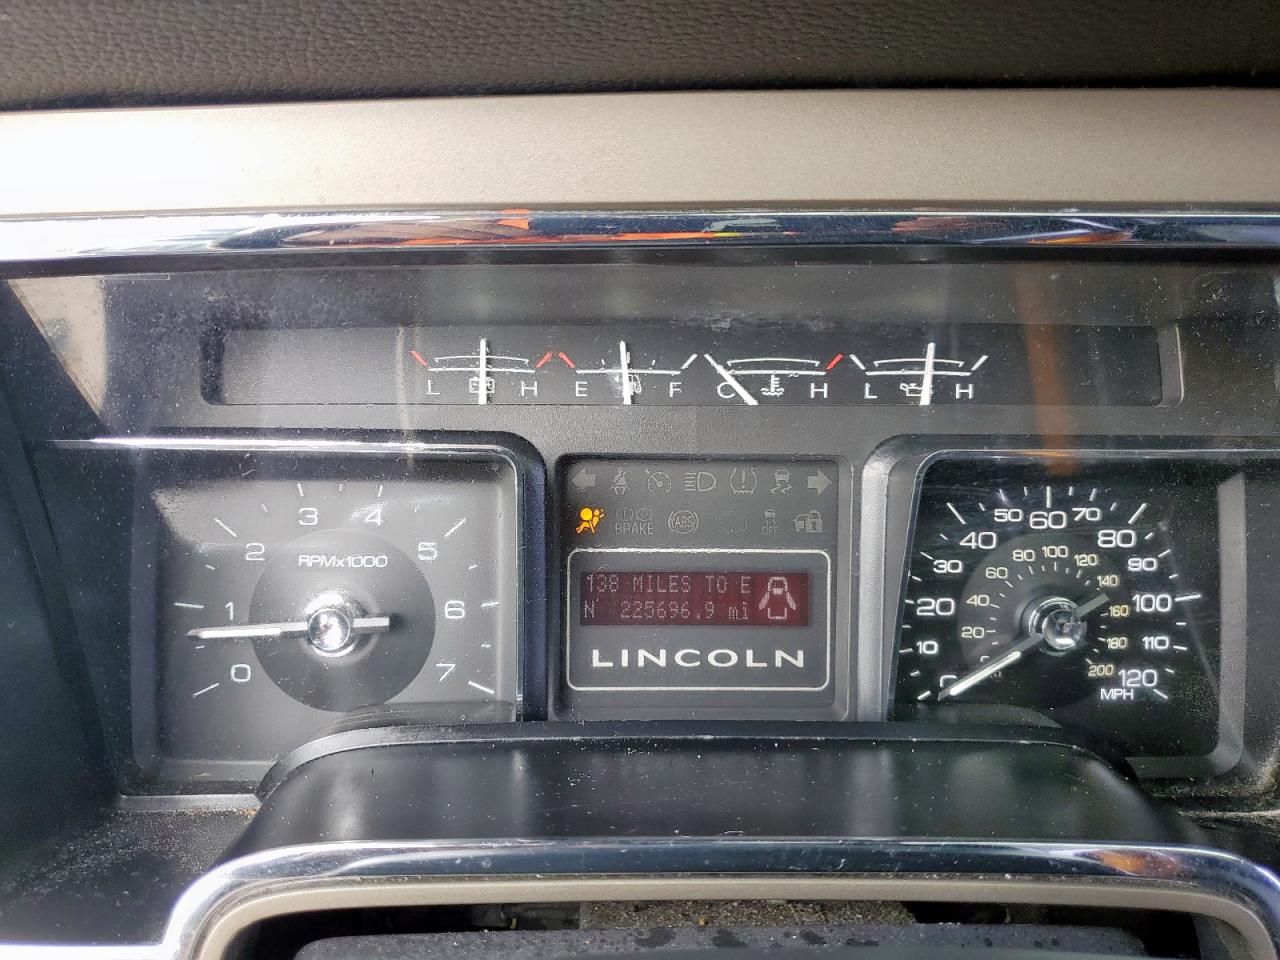 L H E F C H L H
3 4
2 RPMx1000 5
1 6
0 7
BRAKE ABS
OFF
138 MILES TO E
N 225696.9 mi
LINCOLN
50 60 70
40 80
30 90
20 100
10 110
120
MPH
80 100 120
60 140
40 160
20 180
200